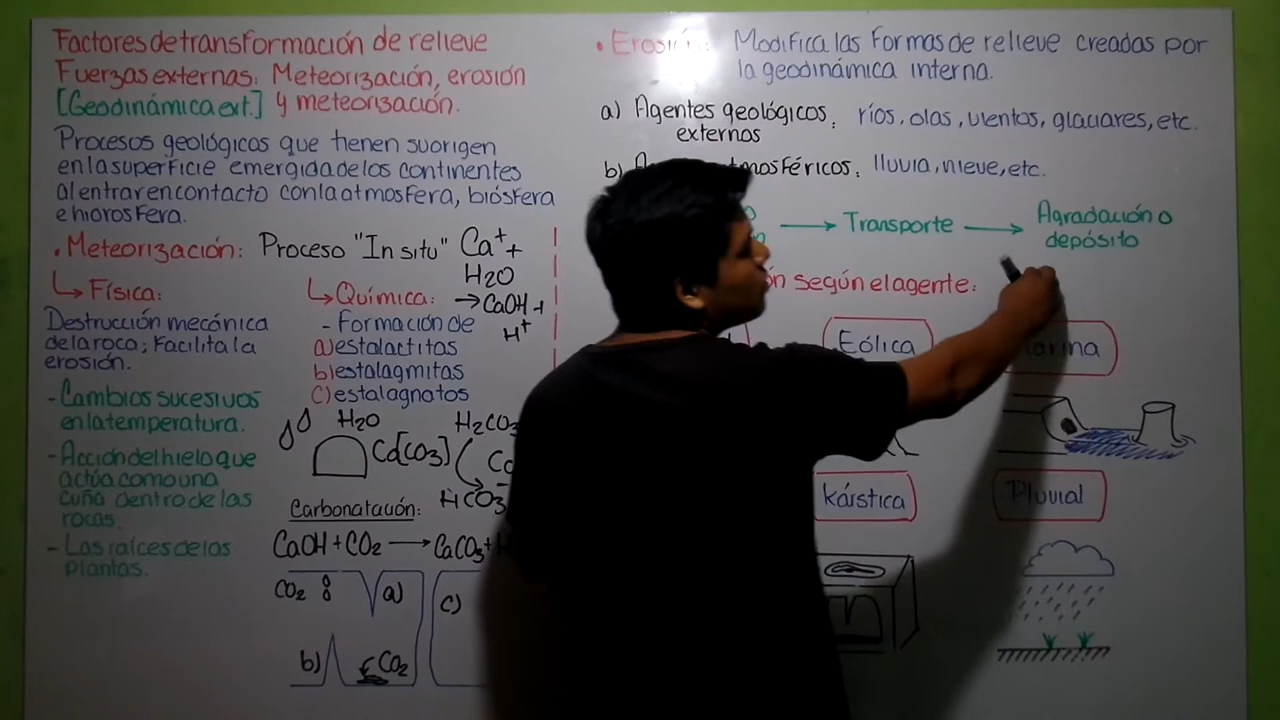 Factores de transformación de relieve
Fuerzas externas: Meteorización, erosión
[Geodinámica ext.] y meteorización.
Procesos geológicos que tienen su origen
en la superficie emergida de los continentes
al entrar en contacto con la atmosfera, biósfera
e hidrosfera.
• Meteorización: Proceso "In situ" Ca+ +
H2O
→ CaOH +
H+
↳ Física:
Destrucción mecánica
de la roca; Facilita la
erosión.
- Cambios sucesivos
en la temperatura.
- Acción del hielo que
actúa como una
cuña dentro de las
rocas.
- Las raíces de las
plantas.
↳ Química:
- Formación de
a) estalactitas
b) estalagmitas
c) estalagnatos
H2O
H2CO3
Cd[CO3]
HCO3
Carbonatación:
CaOH + CO2 → CaCO3 +
CO2
a)
c)
b)
CO2
• Erosión: Modifica las formas de relieve creadas por
la geodinámica interna.
a) Agentes geológicos
externos: ríos, olas, vientos, glaciares, etc.
b) mosféricos: lluvia, nieve, etc.
→ Transporte → Agradación o
depósito
según el agente:
Eólica
arina
kárstica
Pluvial